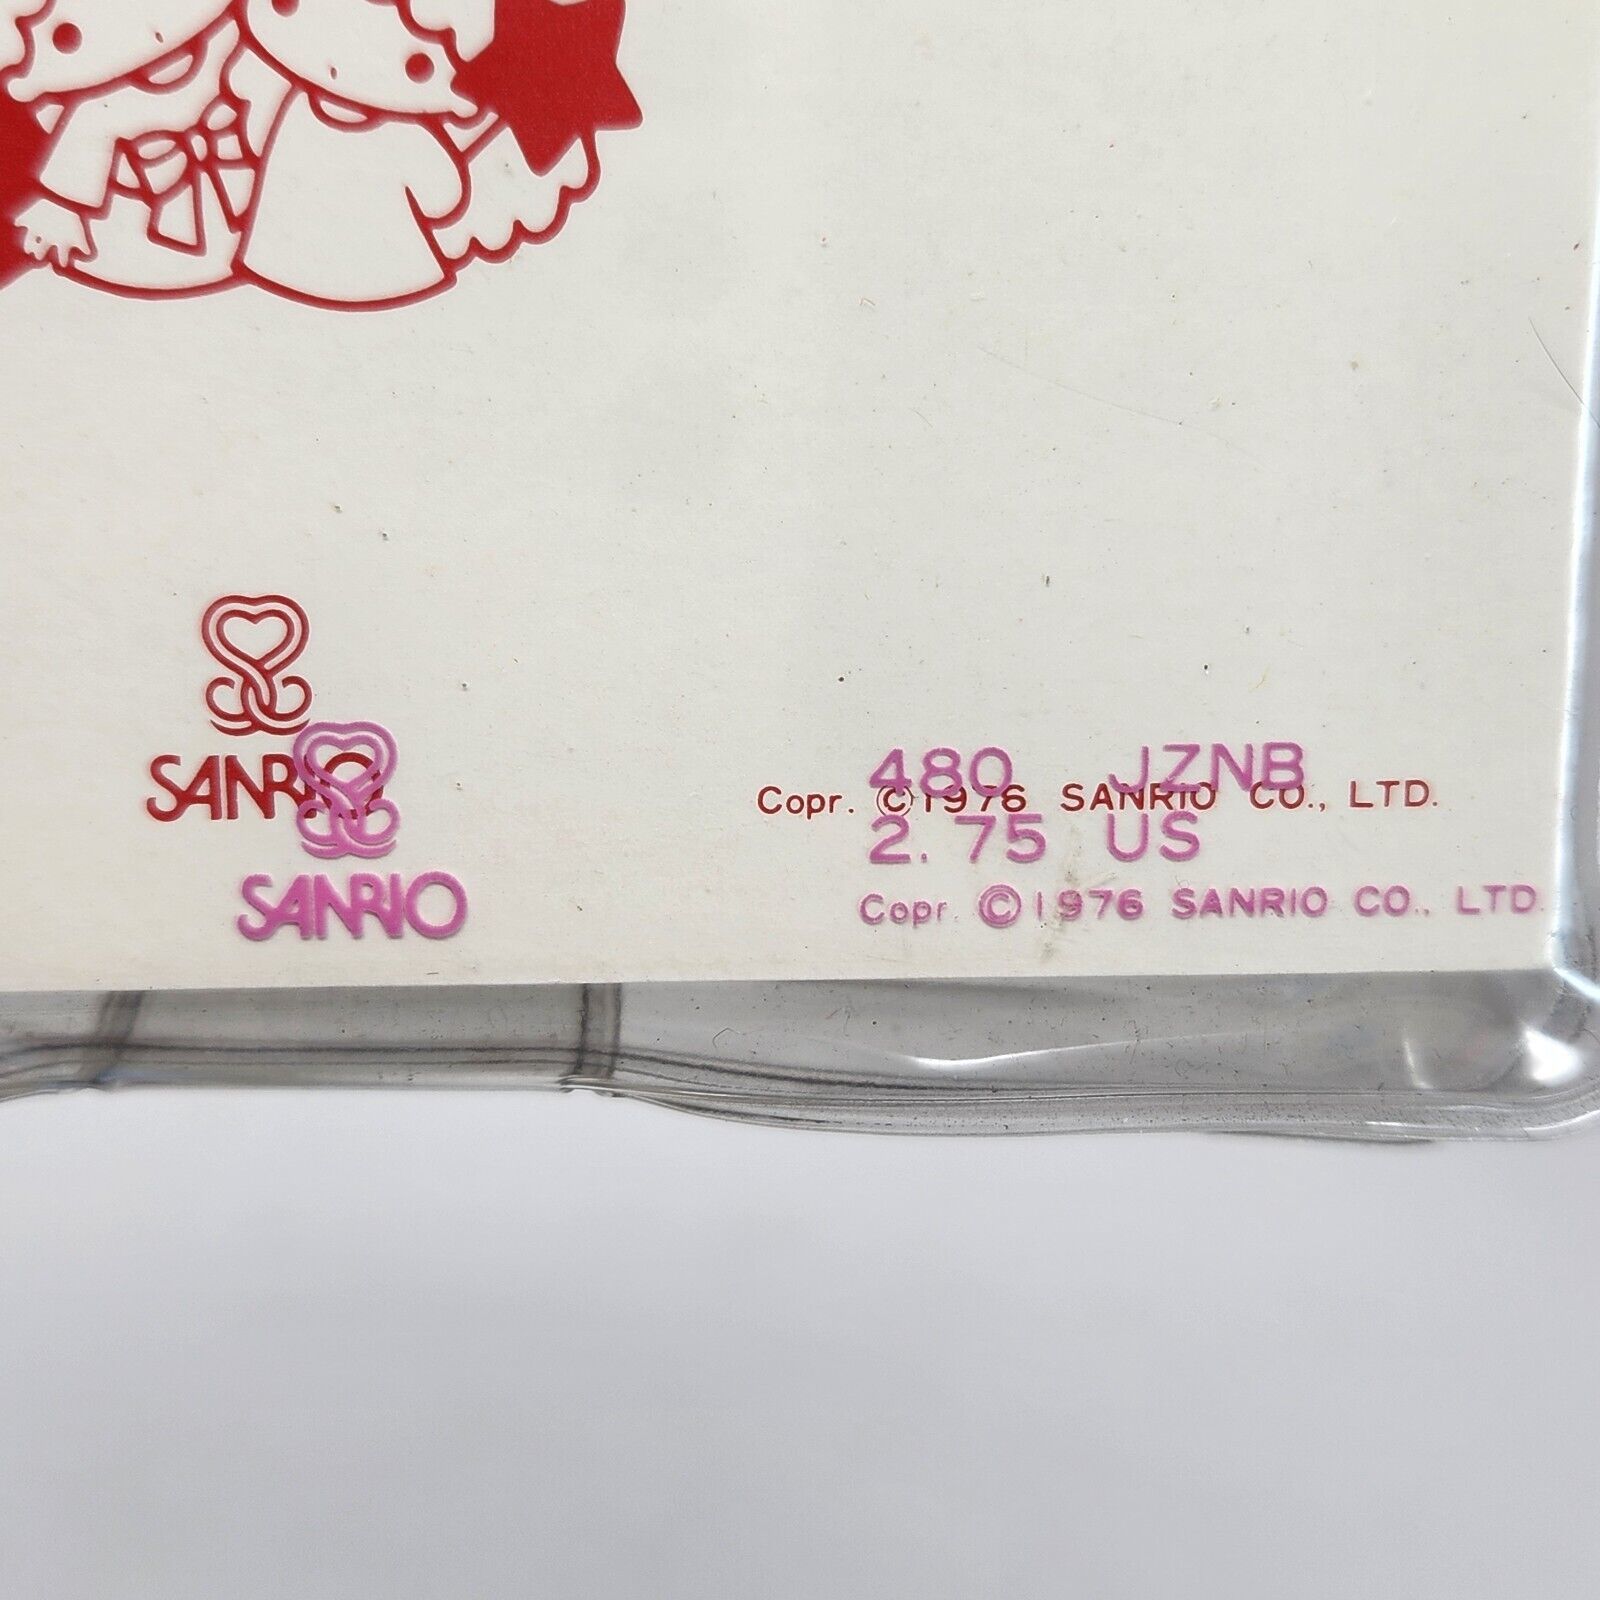 SANRIO
SANRIO
480 JZNB
Copr. ©1976 SANRIO CO., LTD.
2.75 US
Copr. ©1976 SANRIO CO., LTD.